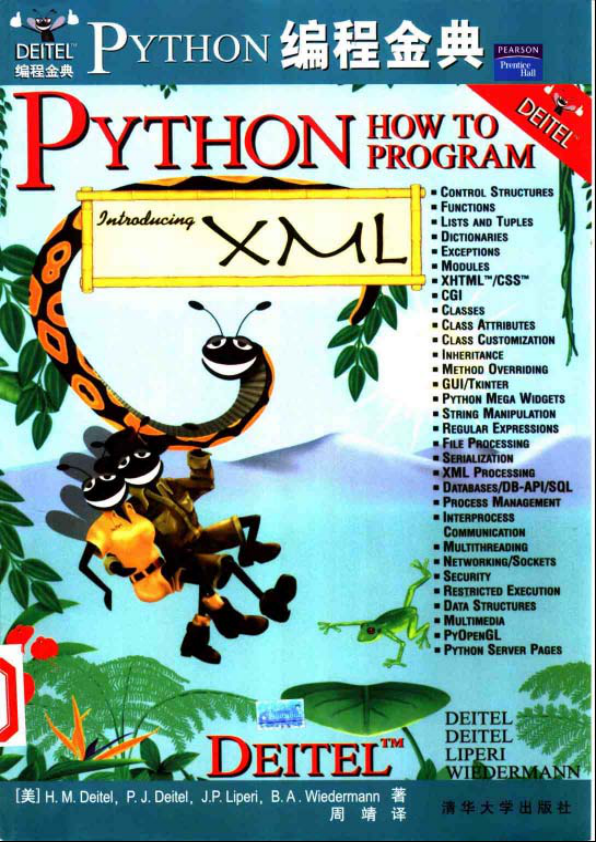 DEITEL™
编程金典
PYTHON 编程金典
PEARSON
Prentice
Hall
DEITEL™
PYTHON HOW TO
PROGRAM
Introducing XML
▪ CONTROL STRUCTURES
▪ FUNCTIONS
▪ LISTS AND TUPLES
▪ DICTIONARIES
▪ EXCEPTIONS
▪ MODULES
▪ XHTML™/CSS™
▪ CGI
▪ CLASSES
▪ CLASS ATTRIBUTES
▪ CLASS CUSTOMIZATION
▪ INHERITANCE
▪ METHOD OVERRIDING
▪ GUI/TKINTER
▪ PYTHON MEGA WIDGETS
▪ STRING MANIPULATION
▪ REGULAR EXPRESSIONS
▪ FILE PROCESSING
▪ SERIALIZATION
▪ XML PROCESSING
▪ DATABASES/DB-API/SQL
▪ PROCESS MANAGEMENT
▪ INTERPROCESS
COMMUNICATION
▪ MULTITHREADING
▪ NETWORKING/SOCKETS
▪ SECURITY
▪ RESTRICTED EXECUTION
▪ DATA STRUCTURES
▪ MULTIMEDIA
▪ PYOPENGL
▪ PYTHON SERVER PAGES
DEITEL™
DEITEL
DEITEL
LIPERI
WIEDERMANN
[美] H. M. Deitel, P. J. Deitel, J.P. Liperi, B. A. Wiedermann 著
周 靖 译
清华大学出版社